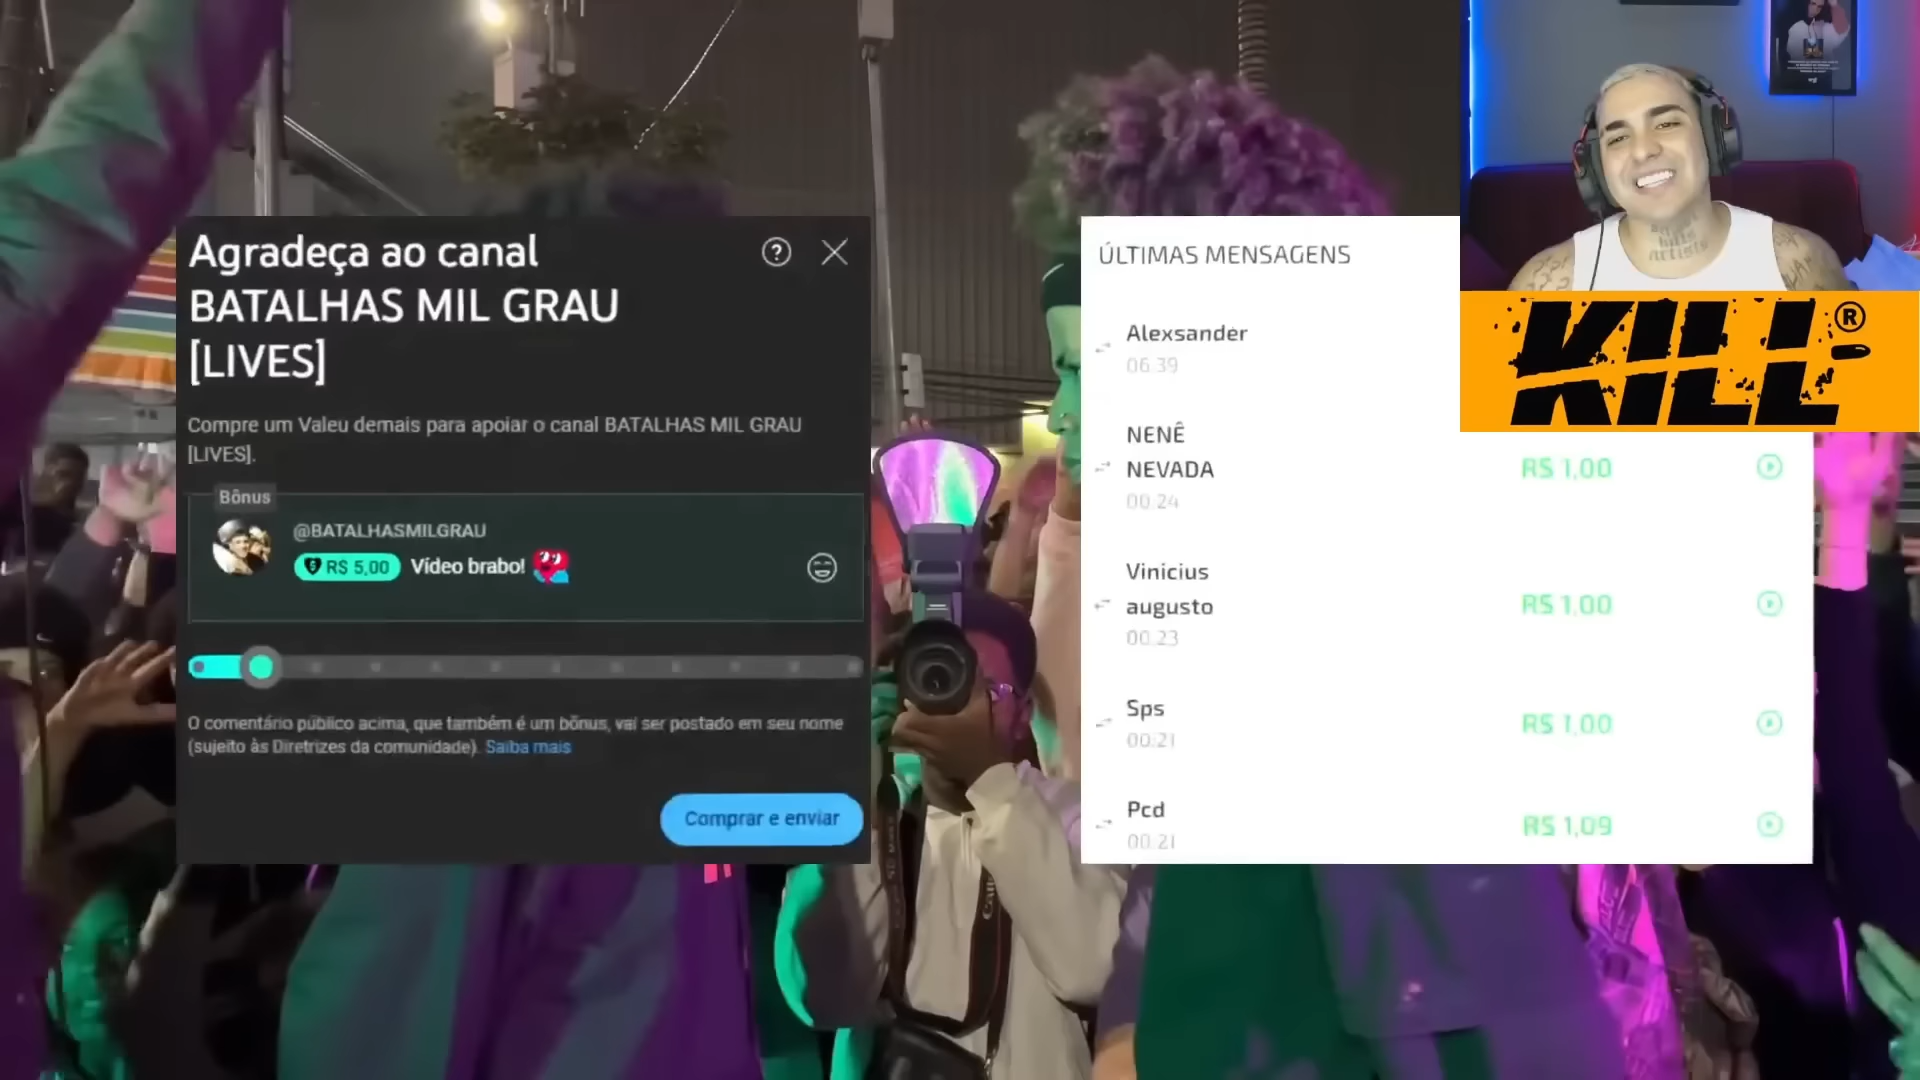 Agradeça ao canal
BATALHAS MIL GRAU
[LIVES]
Compre um Valeu demais para apoiar o canal BATALHAS MIL GRAU
[LIVES].
Bônus
@BATALHASMILGRAU
R$ 5,00 Vídeo brabo!
O comentário público acima, que também é um bônus, vai ser postado em seu nome
(sujeito às Diretrizes da comunidade). Saiba mais
Comprar e enviar
ÚLTIMAS MENSAGENS
Alexsander
06:39
NENÊ
NEVADA
R$ 1,00
00:24
Vinicius
augusto
R$ 1,00
00:23
Sps
R$ 1,00
00:21
Pcd
R$ 1,09
00:21
KILL®